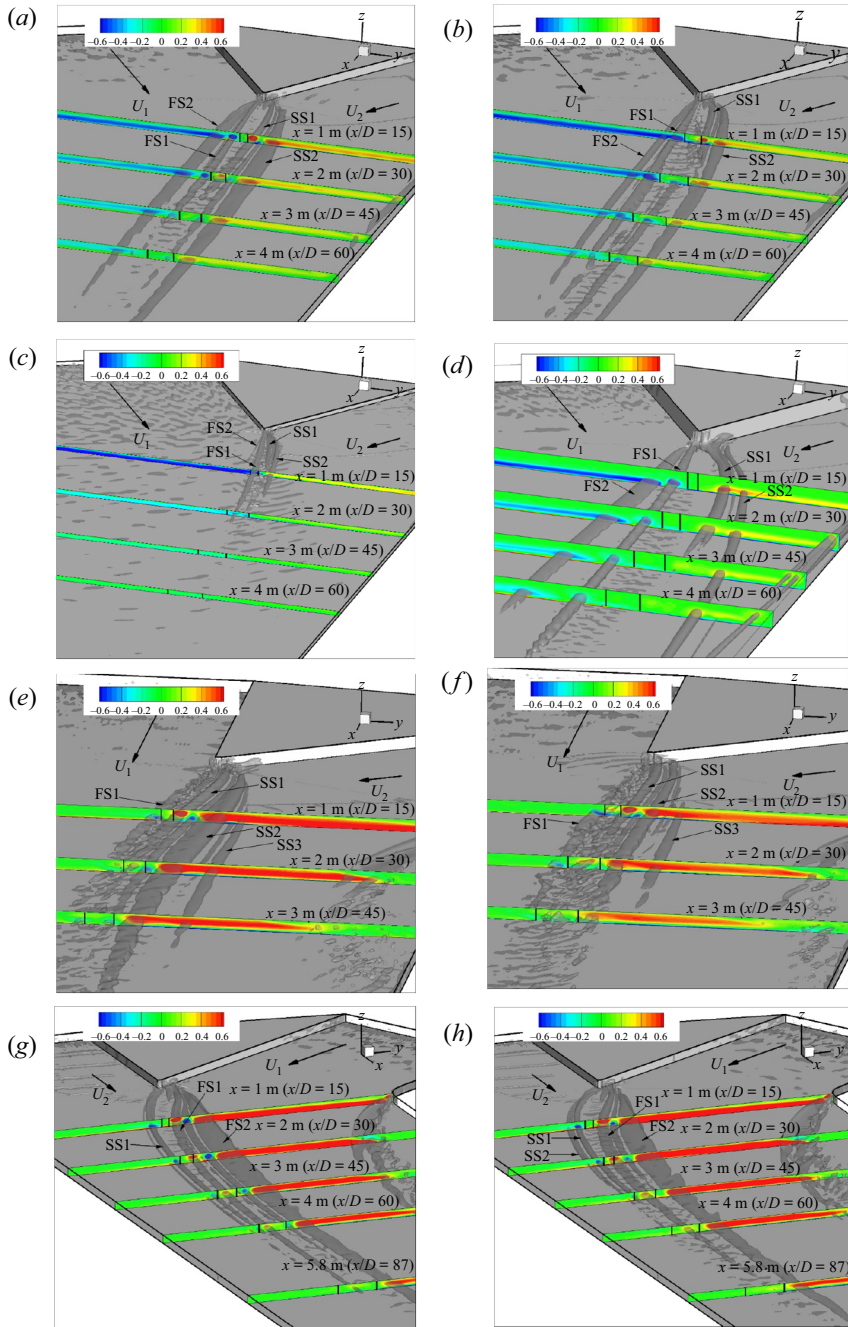 (a)
−0.6−0.4 −0.2 0 0.2 0.4 0.6
z
x y
U1
FS2
SS1
U2
FS1
x = 1 m (x/D = 15)
SS2
x = 2 m (x/D = 30)
x = 3 m (x/D = 45)
x = 4 m (x/D = 60)
(b)
−0.6−0.4 −0.2 0 0.2 0.4 0.6
z
x y
U1
SS1
FS1
U2
FS2
x = 1 m (x/D = 15)
SS2
x = 2 m (x/D = 30)
x = 3 m (x/D = 45)
x = 4 m (x/D = 60)
(c)
−0.6−0.4 −0.2 0 0.2 0.4 0.6
z
x y
U1
FS2
SS1
U2
FS1
SS2
x = 1 m (x/D = 15)
x = 2 m (x/D = 30)
x = 3 m (x/D = 45)
x = 4 m (x/D = 60)
(d)
−0.6−0.4 −0.2 0 0.2 0.4 0.6
z
x y
U1
U2
FS1
SS1
x = 1 m (x/D = 15)
FS2
SS2
x = 2 m (x/D = 30)
x = 3 m (x/D = 45)
x = 4 m (x/D = 60)
(e)
−0.6−0.4 −0.2 0 0.2 0.4 0.6
z
x y
U1
SS1
U2
FS1
x = 1 m (x/D = 15)
SS2
SS3
x = 2 m (x/D = 30)
x = 3 m (x/D = 45)
(f)
−0.6−0.4 −0.2 0 0.2 0.4 0.6
z
x y
U1
SS1
U2
SS2
x = 1 m (x/D = 15)
FS1
SS3
x = 2 m (x/D = 30)
x = 3 m (x/D = 45)
(g)
−0.6−0.4 −0.2 0 0.2 0.4 0.6
z
y
x
U1
U2
FS1
x = 1 m (x/D = 15)
SS1
FS2
x = 2 m (x/D = 30)
x = 3 m (x/D = 45)
x = 4 m (x/D = 60)
x = 5.8 m (x/D = 87)
(h)
−0.6−0.4 −0.2 0 0.2 0.4 0.6
z
y
x
U1
U2
x = 1 m (x/D = 15)
FS1
SS1
FS2
x = 2 m (x/D = 30)
SS2
x = 3 m (x/D = 45)
x = 4 m (x/D = 60)
x = 5.8 m (x/D = 87)